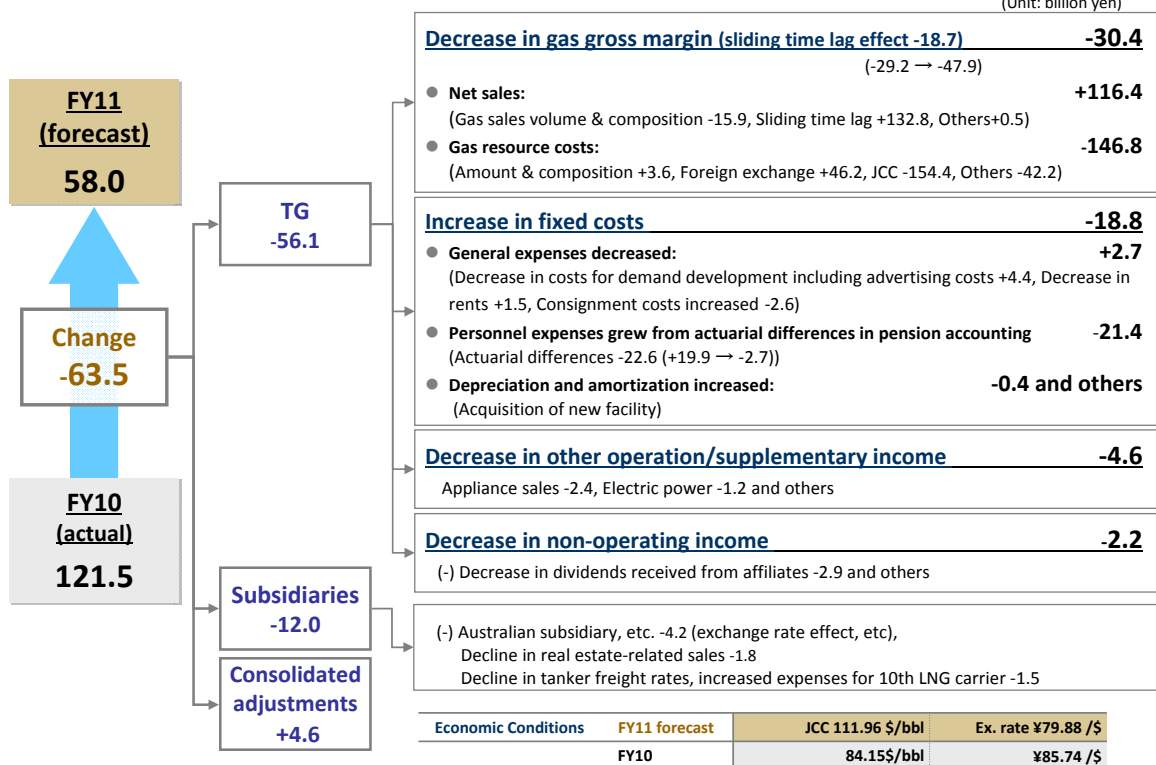 (Unit: billion yen)
Decrease in gas gross margin (sliding time lag effect -18.7) -30.4
(-29.2 → -47.9)
● Net sales: +116.4
(Gas sales volume & composition -15.9, Sliding time lag +132.8, Others+0.5)
● Gas resource costs: -146.8
(Amount & composition +3.6, Foreign exchange +46.2, JCC -154.4, Others -42.2)
FY11
(forecast)
58.0
Change
-63.5
FY10
(actual)
121.5
TG
-56.1
Increase in fixed costs -18.8
● General expenses decreased: +2.7
(Decrease in costs for demand development including advertising costs +4.4, Decrease in
rents +1.5, Consignment costs increased -2.6)
● Personnel expenses grew from actuarial differences in pension accounting -21.4
(Actuarial differences -22.6 (+19.9 → -2.7))
● Depreciation and amortization increased: -0.4 and others
(Acquisition of new facility)
Decrease in other operation/supplementary income -4.6
Appliance sales -2.4, Electric power -1.2 and others
Decrease in non-operating income -2.2
(-) Decrease in dividends received from affiliates -2.9 and others
Subsidiaries
-12.0
(-) Australian subsidiary, etc. -4.2 (exchange rate effect, etc),
Decline in real estate-related sales -1.8
Decline in tanker freight rates, increased expenses for 10th LNG carrier -1.5
Consolidated
adjustments
+4.6
Economic Conditions FY11 forecast JCC 111.96 $/bbl Ex. rate ¥79.88 /$
FY10 84.15$/bbl ¥85.74 /$